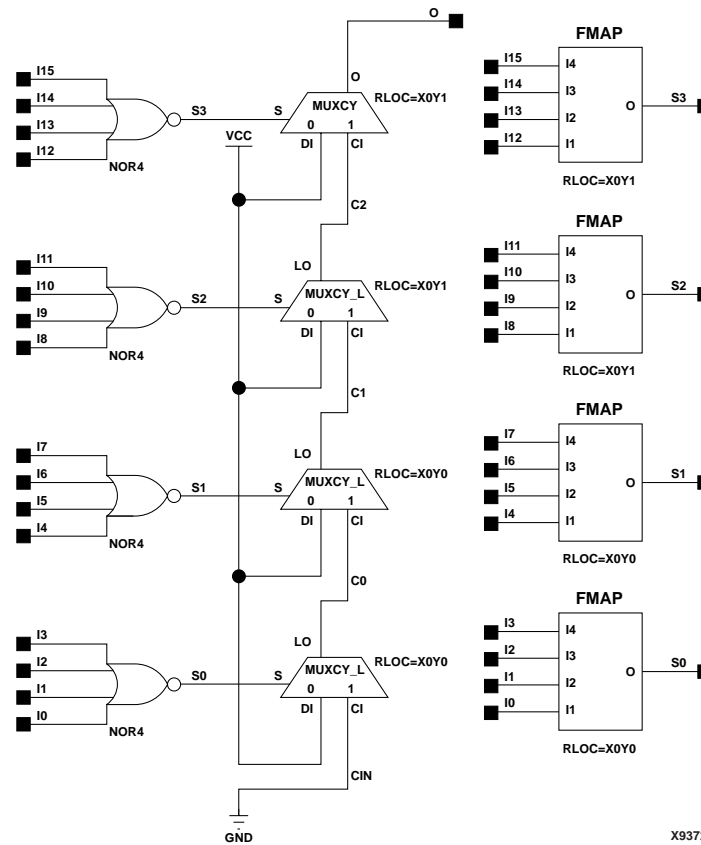 O
FMAP
I15
I14
I13
I12
NOR4
S3
S
MUXCY
0 1
DI CI
O
RLOC=X0Y1
VCC
I15 I4
I14 I3
I13 I2
I12 I1
O
S3
RLOC=X0Y1
C2
FMAP
I11
I10
I9
I8
NOR4
S2
S
LO
MUXCY_L
0 1
DI CI
RLOC=X0Y1
I11 I4
I10 I3
I9 I2
I8 I1
O
S2
RLOC=X0Y1
C1
FMAP
I7
I6
I5
I4
NOR4
S1
S
LO
MUXCY_L
0 1
DI CI
RLOC=X0Y0
I7 I4
I6 I3
I5 I2
I4 I1
O
S1
RLOC=X0Y0
C0
FMAP
I3
I2
I1
I0
NOR4
S0
S
LO
MUXCY_L
0 1
DI CI
RLOC=X0Y0
I3 I4
I2 I3
I1 I2
I0 I1
O
S0
RLOC=X0Y0
CIN
GND